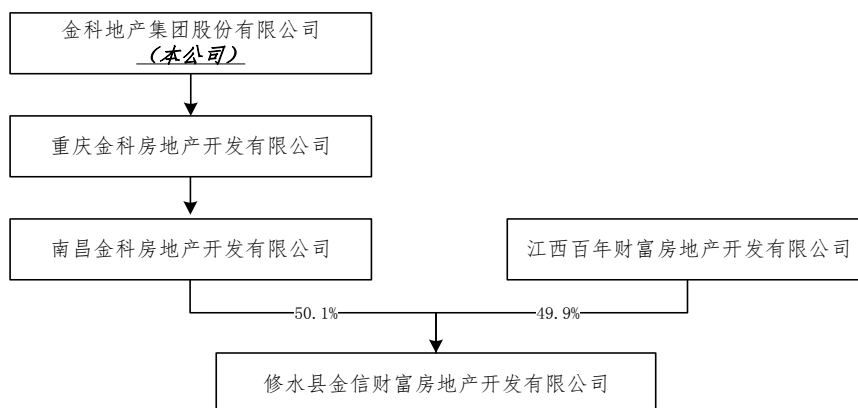 金科地产集团股份有限公司
（本公司）
重庆金科房地产开发有限公司
南昌金科房地产开发有限公司
江西百年财富房地产开发有限公司
50.1%
49.9%
修水县金信财富房地产开发有限公司